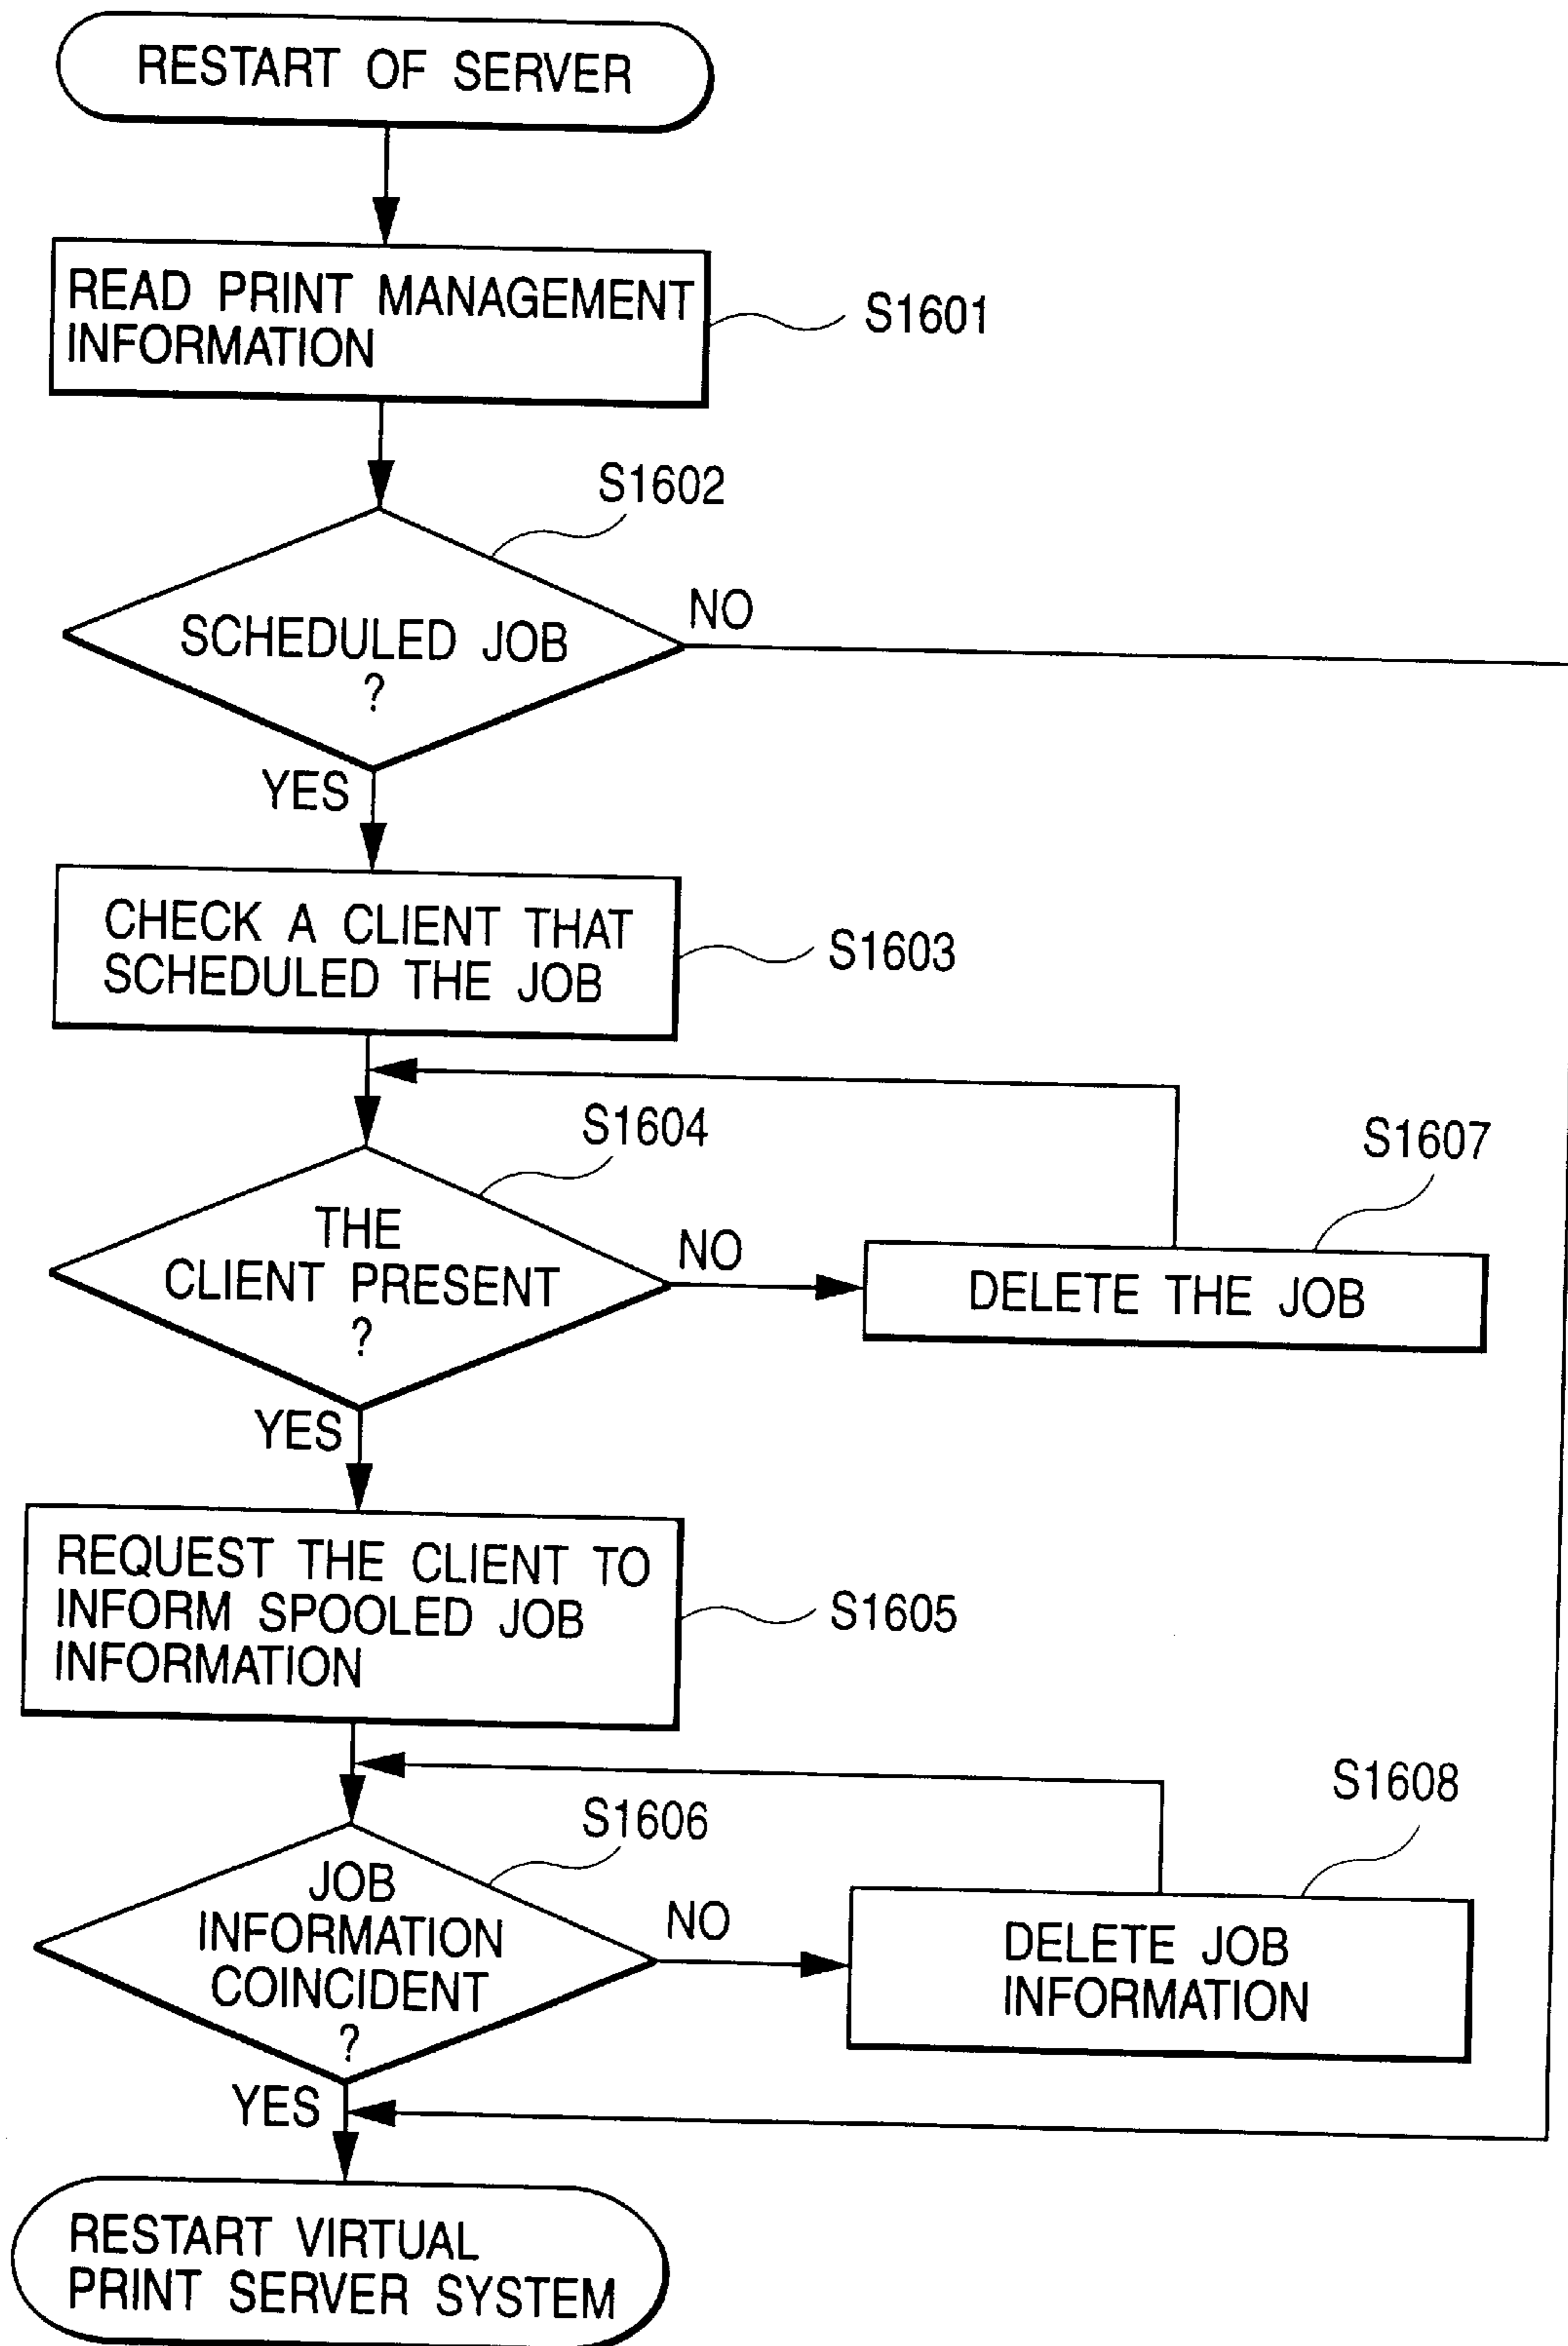 RESTART OF SERVER
READ PRINT MANAGEMENT
INFORMATION
S1601
S1602
SCHEDULED JOB
?
NO
YES
CHECK A CLIENT THAT
SCHEDULED THE JOB
S1603
S1604
THE
CLIENT PRESENT
?
NO
S1607
DELETE THE JOB
YES
REQUEST THE CLIENT TO
INFORM SPOOLED JOB
INFORMATION
S1605
S1606
JOB
INFORMATION
COINCIDENT
?
NO
S1608
DELETE JOB
INFORMATION
YES
RESTART VIRTUAL
PRINT SERVER SYSTEM